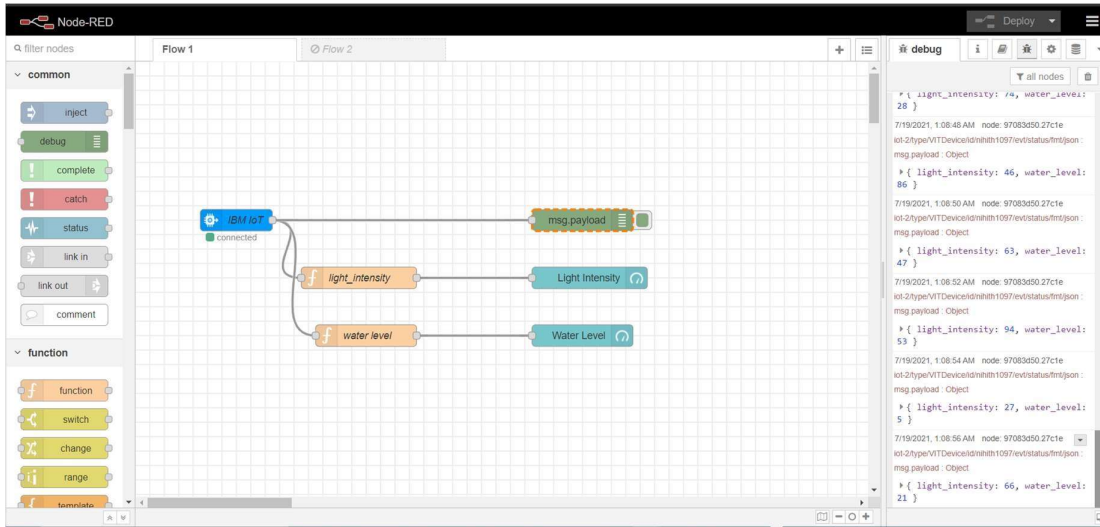 Node-RED
Deploy
filter nodes
Flow 1
Flow 2
debug
i
all nodes
common
inject
debug
complete
catch
status
link in
link out
comment
function
function
switch
change
range
template
IBM IoT
connected
msg.payload
light_intensity
Light Intensity
water level
Water Level
{ light_intensity: 74, water_level:
28 }
7/19/2021, 1:08:48 AM node: 97083d50.27c1e
iot-2/type/VITDevice/id/nihith1097/evt/status/fmt/json :
msg.payload : Object
{ light_intensity: 46, water_level:
86 }
7/19/2021, 1:08:50 AM node: 97083d50.27c1e
iot-2/type/VITDevice/id/nihith1097/evt/status/fmt/json :
msg.payload : Object
{ light_intensity: 63, water_level:
47 }
7/19/2021, 1:08:52 AM node: 97083d50.27c1e
iot-2/type/VITDevice/id/nihith1097/evt/status/fmt/json :
msg.payload : Object
{ light_intensity: 94, water_level:
53 }
7/19/2021, 1:08:54 AM node: 97083d50.27c1e
iot-2/type/VITDevice/id/nihith1097/evt/status/fmt/json :
msg.payload : Object
{ light_intensity: 27, water_level:
5 }
7/19/2021, 1:08:56 AM node: 97083d50.27c1e
iot-2/type/VITDevice/id/nihith1097/evt/status/fmt/json :
msg.payload : Object
{ light_intensity: 66, water_level:
21 }